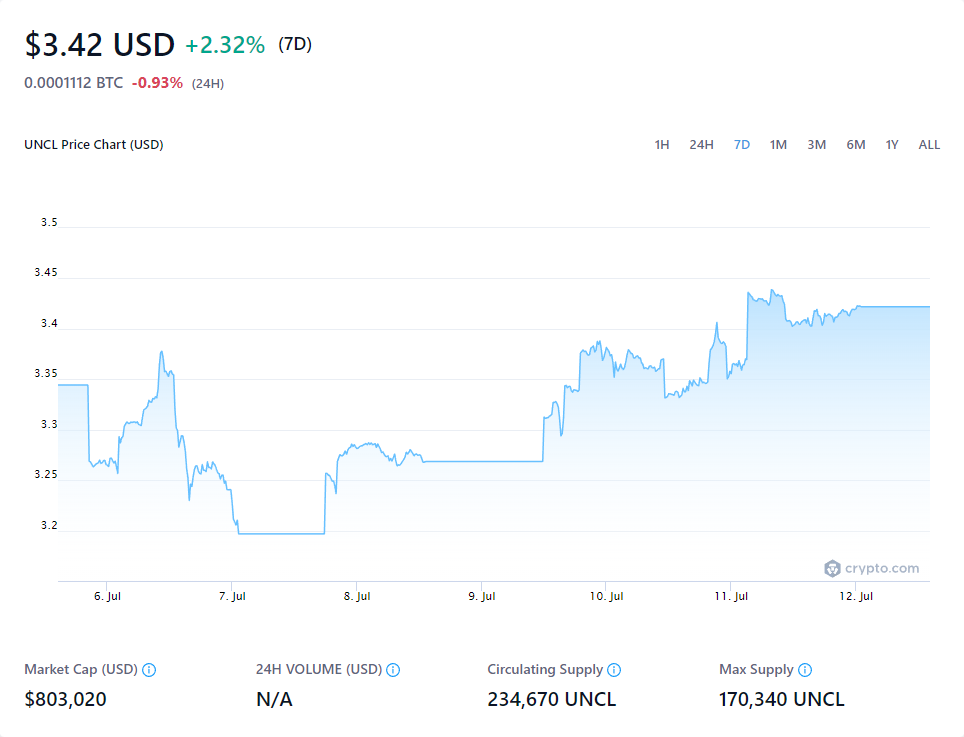 $3.42 USD +2.32% (7D)
0.0001112 BTC -0.93% (24H)
UNCL Price Chart (USD) 1H 24H 7D 1M 3M 6M 1Y ALL
3.5
3.45
3.4
3.35
3.3
3.25
3.2
crypto.com
6. Jul 7. Jul 8. Jul 9. Jul 10. Jul 11. Jul 12. Jul
Market Cap (USD) 24H VOLUME (USD) Circulating Supply Max Supply
$803,020 N/A 234,670 UNCL 170,340 UNCL